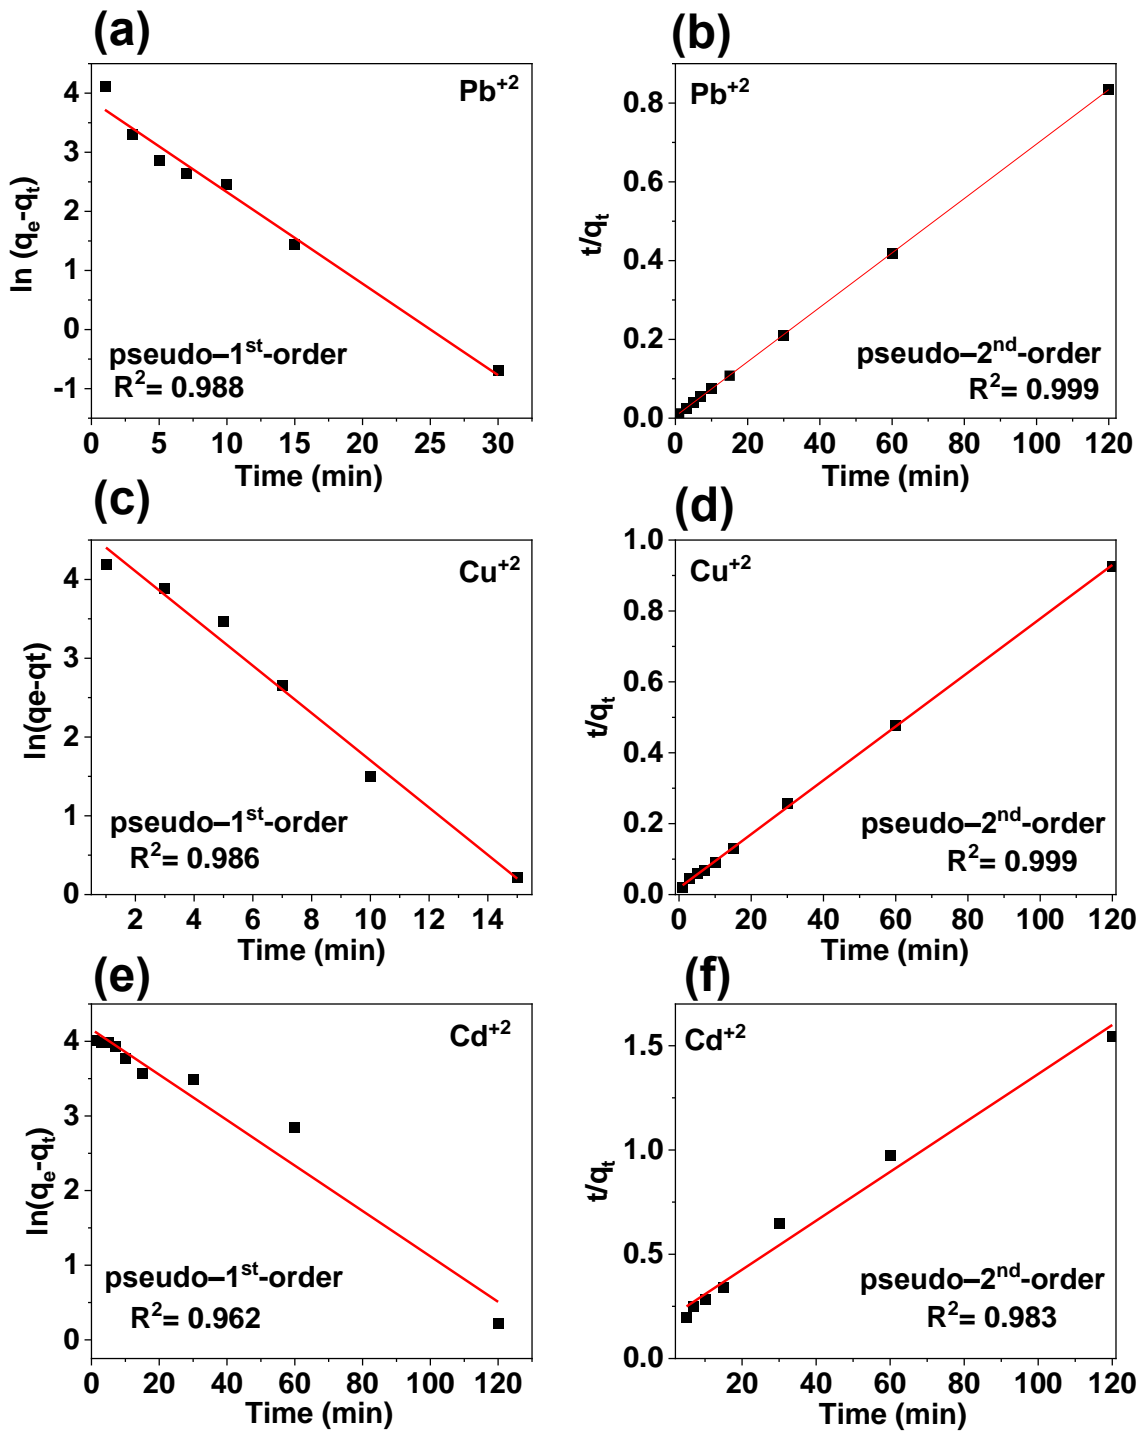 (a)
Pb+2
ln (qe-qt)
4
3
2
1
0
-1
pseudo–1st-order
R2= 0.988
0 5 10 15 20 25 30
Time (min)
(b)
Pb+2
t/qt
0.8
0.6
0.4
0.2
0.0
pseudo–2nd-order
R2= 0.999
0 20 40 60 80 100 120
Time (min)
(c)
Cu+2
ln(qe-qt)
4
3
2
1
0
pseudo–1st-order
R2= 0.986
2 4 6 8 10 12 14
Time (min)
(d)
Cu+2
t/qt
1.0
0.8
0.6
0.4
0.2
0.0
pseudo–2nd-order
R2= 0.999
0 20 40 60 80 100 120
Time (min)
(e)
Cd+2
ln(qe-qt)
4
3
2
1
0
pseudo–1st-order
R2= 0.962
0 20 40 60 80 100 120
Time (min)
(f)
Cd+2
t/qt
1.5
1.0
0.5
0.0
pseudo–2nd-order
R2= 0.983
20 40 60 80 100 120
Time (min)